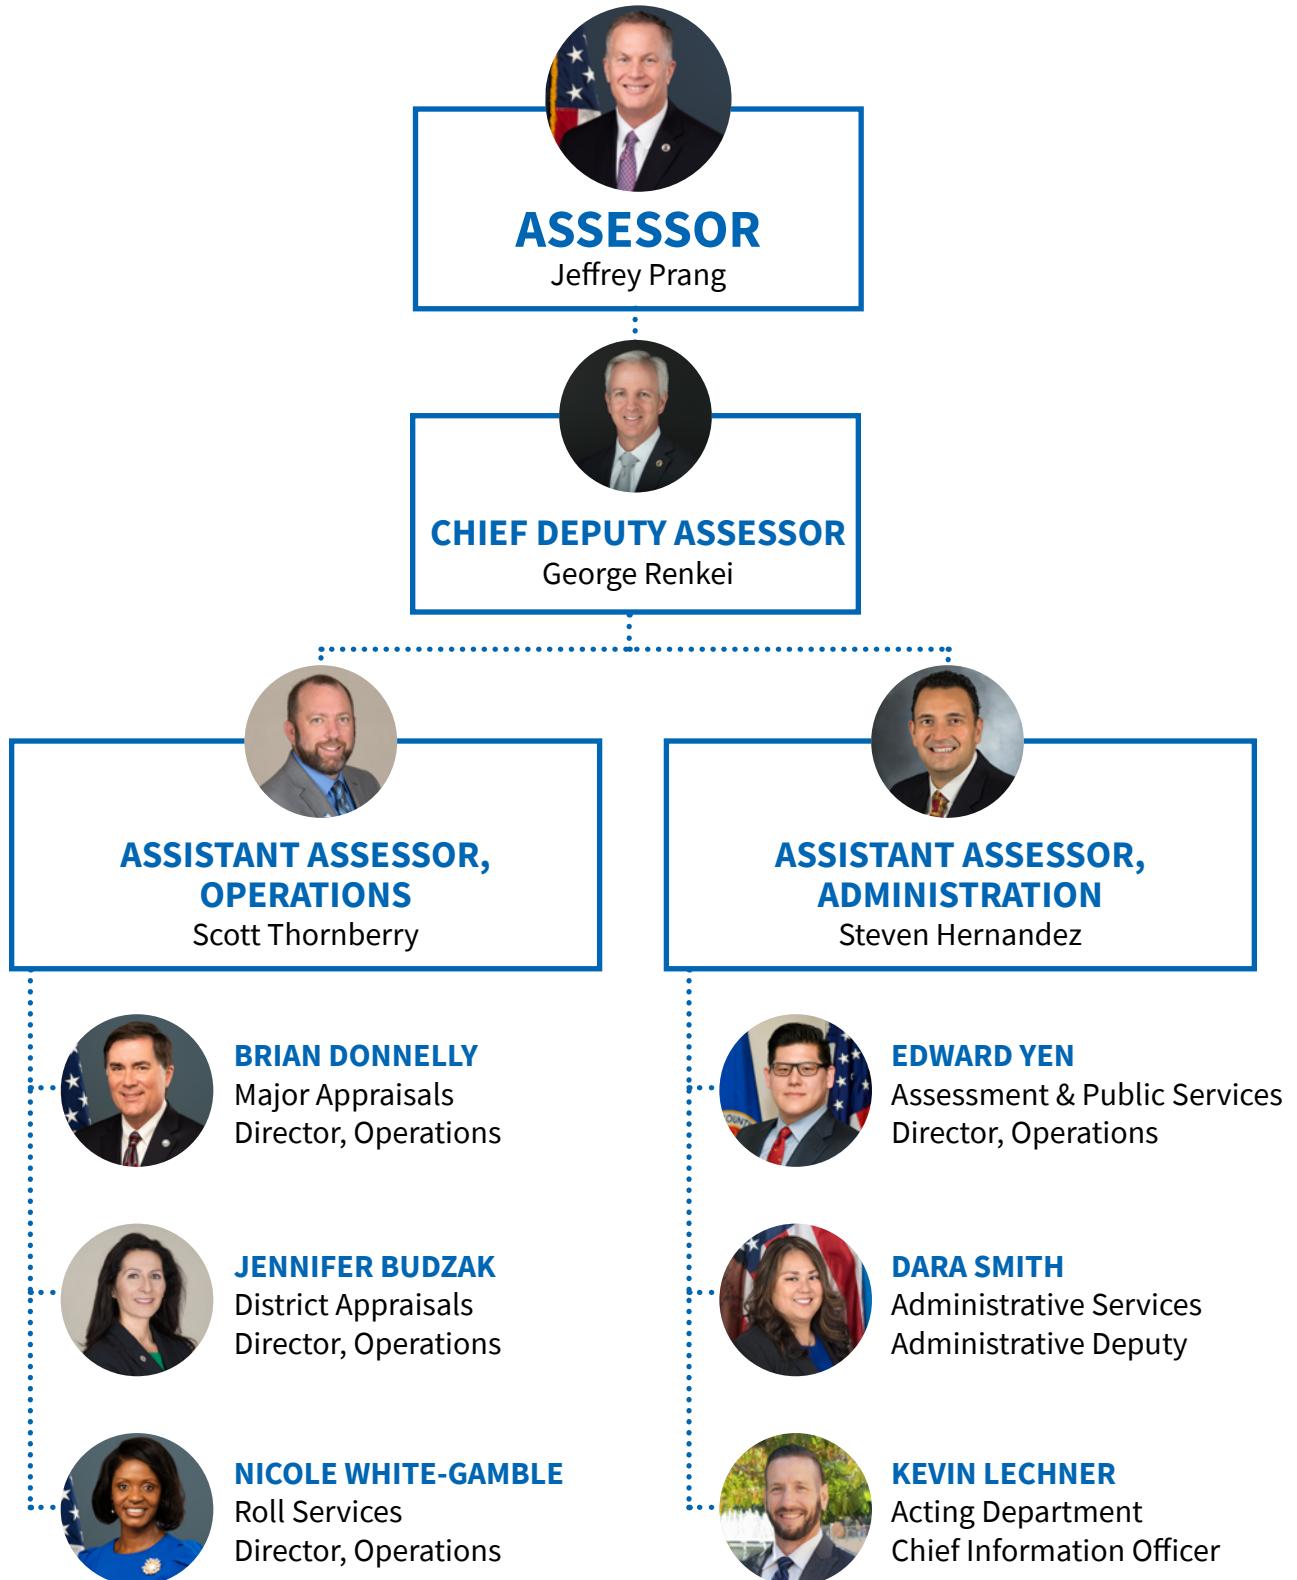 ASSESSOR
Jeffrey Prang
CHIEF DEPUTY ASSESSOR
George Renkei
ASSISTANT ASSESSOR,
OPERATIONS
Scott Thornberry
BRIAN DONNELLY
Major Appraisals
Director, Operations
JENNIFER BUDZAK
District Appraisals
Director, Operations
NICOLE WHITE-GAMBLE
Roll Services
Director, Operations
ASSISTANT ASSESSOR,
ADMINISTRATION
Steven Hernandez
EDWARD YEN
Assessment & Public Services
Director, Operations
DARA SMITH
Administrative Services
Administrative Deputy
KEVIN LECHNER
Acting Department
Chief Information Officer